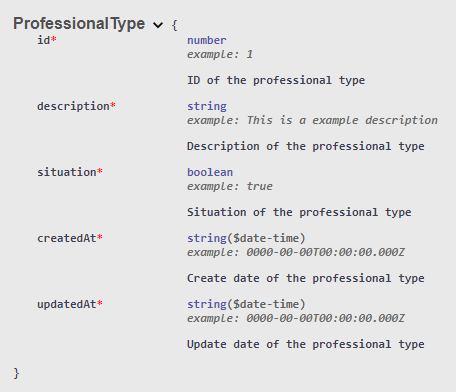 ProfessionalType {
id* number
example: 1
ID of the professional type
description* string
example: This is a example description
Description of the professional type
situation* boolean
example: true
Situation of the professional type
createdAt* string($date-time)
example: 0000-00-00T00:00:00.000Z
Create date of the professional type
updatedAt* string($date-time)
example: 0000-00-00T00:00:00.000Z
Update date of the professional type
}